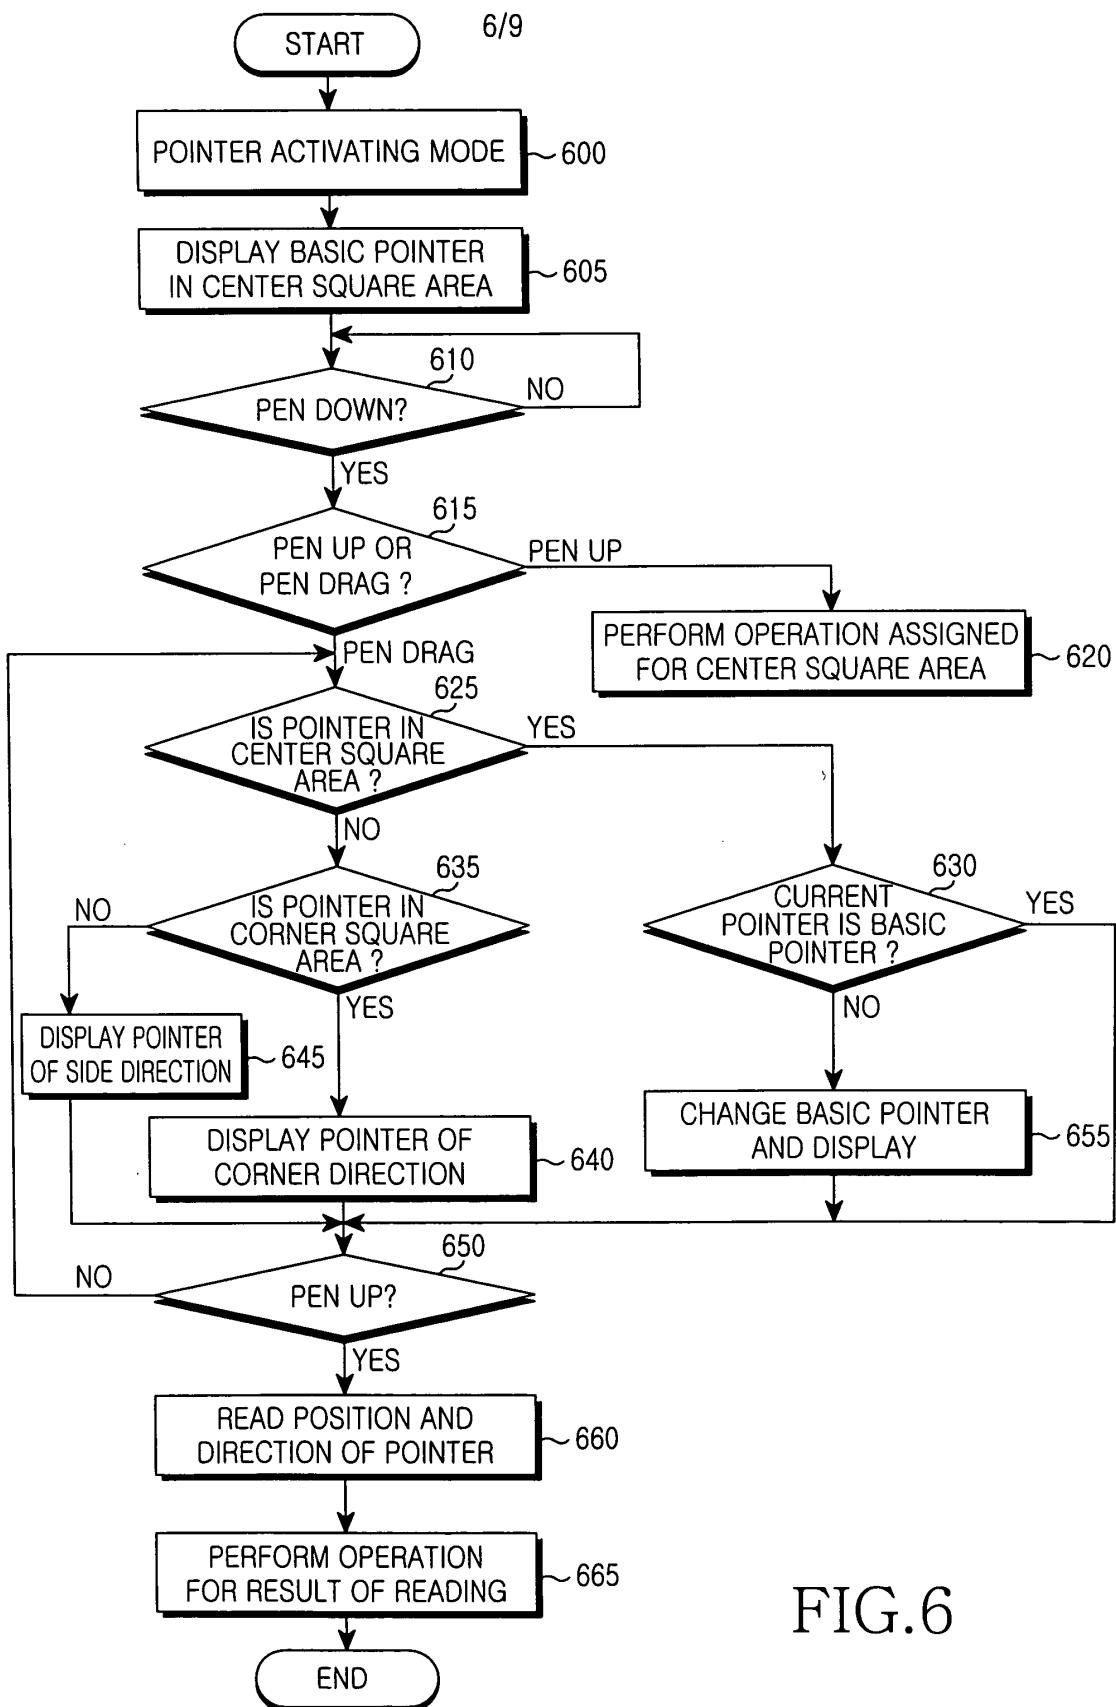 6/9
START
POINTER ACTIVATING MODE
600
DISPLAY BASIC POINTER
IN CENTER SQUARE AREA
605
610
PEN DOWN?
NO
YES
615
PEN UP OR
PEN DRAG ?
PEN UP
PERFORM OPERATION ASSIGNED
FOR CENTER SQUARE AREA
620
PEN DRAG
625
IS POINTER IN
CENTER SQUARE
AREA ?
YES
NO
635
IS POINTER IN
CORNER SQUARE
AREA ?
NO
YES
630
CURRENT
POINTER IS BASIC
POINTER ?
YES
NO
DISPLAY POINTER
OF SIDE DIRECTION
645
DISPLAY POINTER OF
CORNER DIRECTION
640
CHANGE BASIC POINTER
AND DISPLAY
655
650
PEN UP?
NO
YES
READ POSITION AND
DIRECTION OF POINTER
660
PERFORM OPERATION
FOR RESULT OF READING
665
END
FIG.6